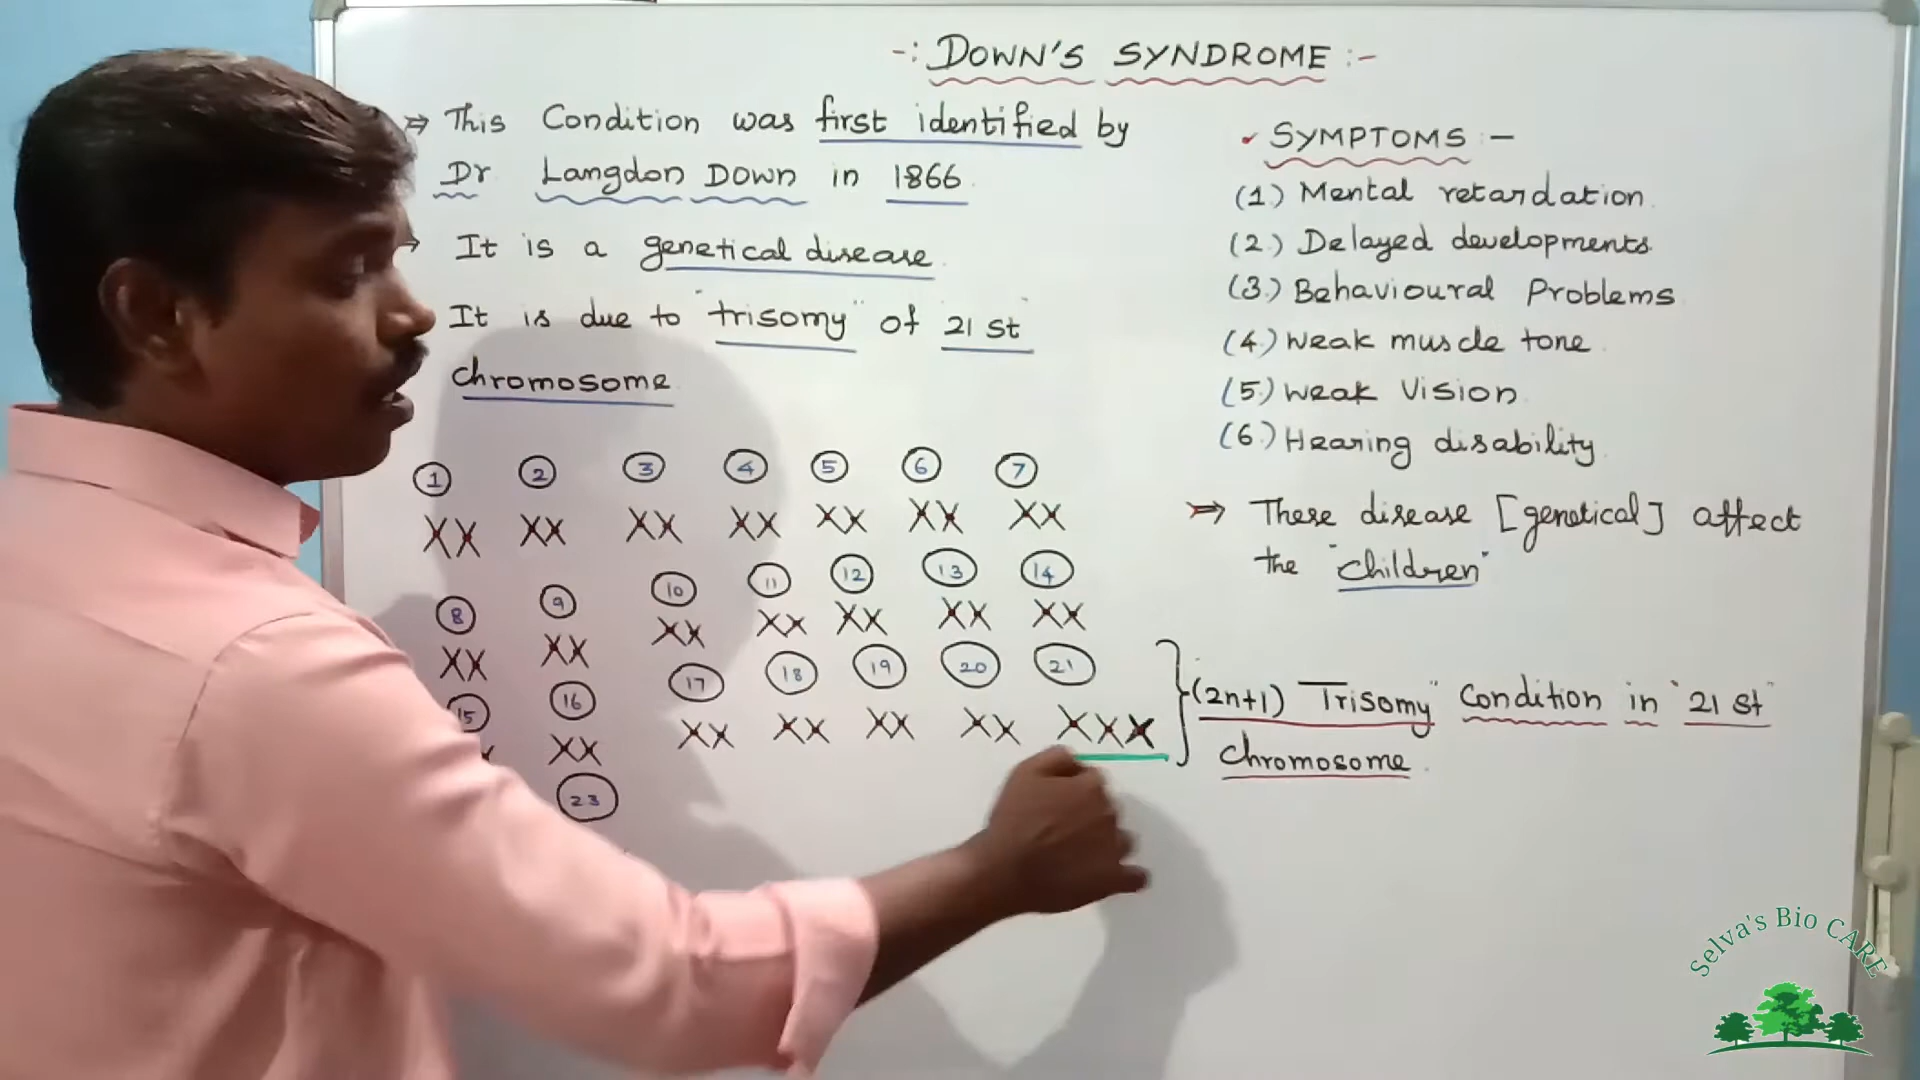 -: DOWN'S SYNDROME :-
⇒ This Condition was first identified by
Dr Langdon DOWN in 1866
→ It is a genetical disease.
It is due to "trisomy" of "21 st"
chromosome
1 2 3 4 5 6 7
XX XX XX XX XX XX XX
8 9 10 11 12 13 14
XX XX XX XX XX XX XX
15 16 17 18 19 20 21
XX XX XX XX XX XXX
23
✓ SYMPTOMS :-
(1.) Mental retardation.
(2.) Delayed developments.
(3.) Behavioural Problems
(4.) Weak muscle tone.
(5.) Weak Vision.
(6.) Hearing disability.
⇒ These disease [genetical] affect
the "children"
(2n+1) Trisomy" Condition in "21 st"
Chromosome.
Selva's Bio CARE